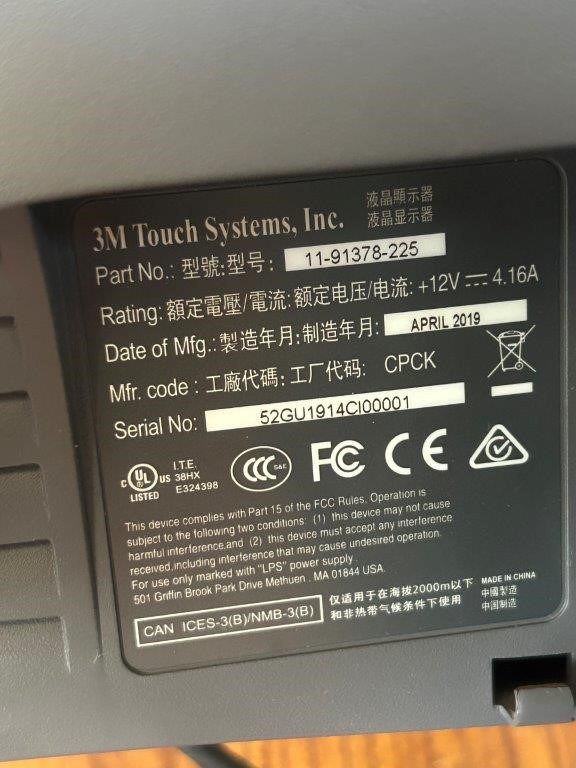 3M Touch Systems, Inc. 液晶顯示器
液晶显示器
Part No.: 型號:型号: 11-91378-225
Rating: 額定電壓/電流: 额定电压/电流: +12V ⎓ 4.16A
Date of Mfg.: 製造年月: 制造年月: APRIL 2019
Mfr. code : 工廠代碼: 工厂代码: CPCK
Serial No: 52GU1914CI00001
c UL US LISTED
I.T.E.
38HX
E324398
CCC S&E
FC CE
This device complies with Part 15 of the FCC Rules. Operation is
subject to the following two conditions: (1) this device may not cause
harmful interference,and (2) this device must accept any interference
received,including interference that may cause undesired operation.
For use only marked with "LPS" power supply.
501 Griffin Brook Park Drive Methuen . MA 01844 USA.
CAN ICES-3(B)/NMB-3(B)
仅适用于在海拔2000m以下
和非热带气候条件下使用
MADE IN CHINA
中國製造
中国制造